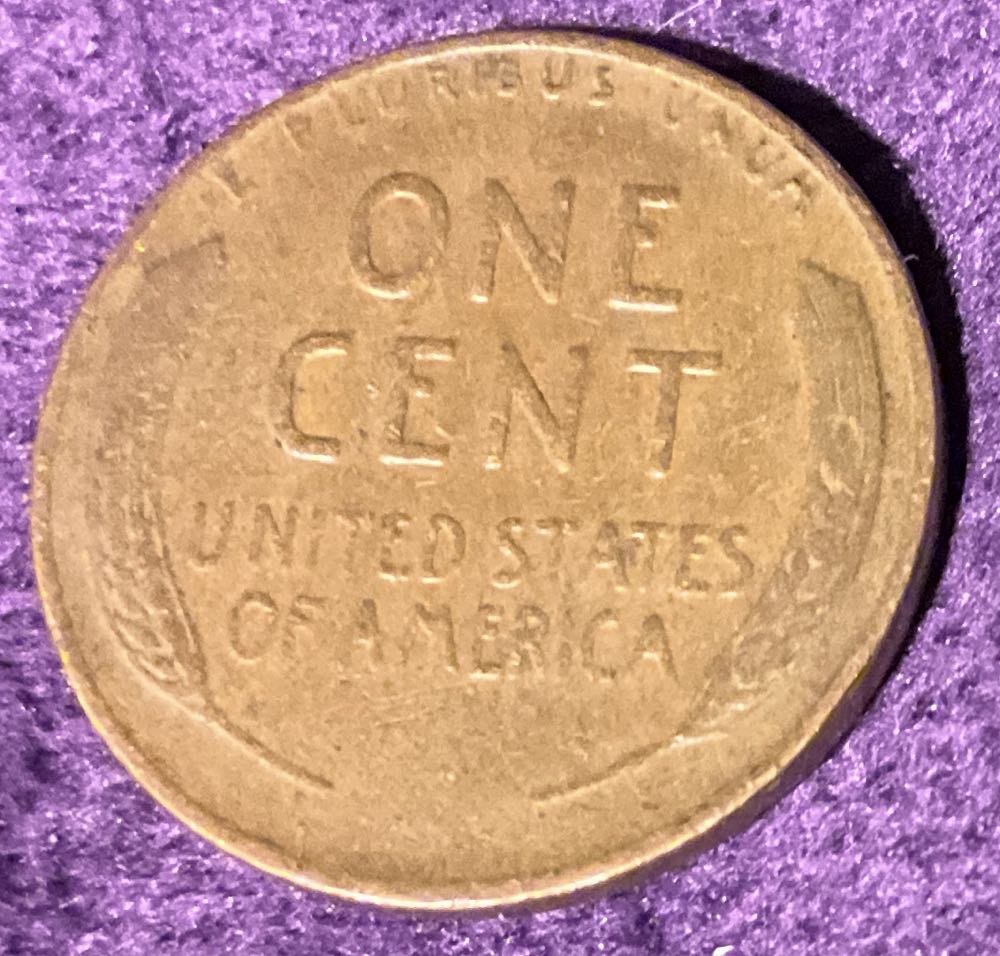 E PLURIBUS UNUM
ONE
CENT
UNITED STATES
OF AMERICA